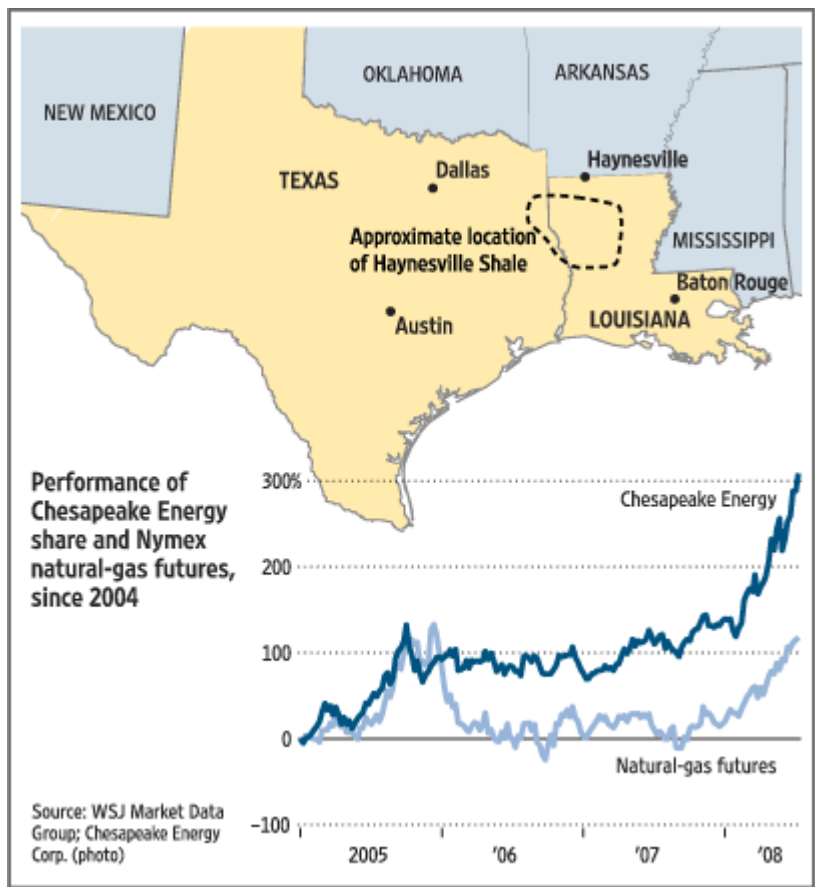 OKLAHOMA
ARKANSAS
NEW MEXICO
Haynesville
Dallas
TEXAS
Approximate location
of Haynesville Shale
MISSISSIPPI
Baton Rouge
LOUISIANA
Austin
Performance of
Chesapeake Energy
share and Nymex
natural-gas futures,
since 2004
300%
Chesapeake Energy
200
100
0
Natural-gas futures
-100
2005
'06
'07
'08
Source: WSJ Market Data
Group; Chesapeake Energy
Corp. (photo)